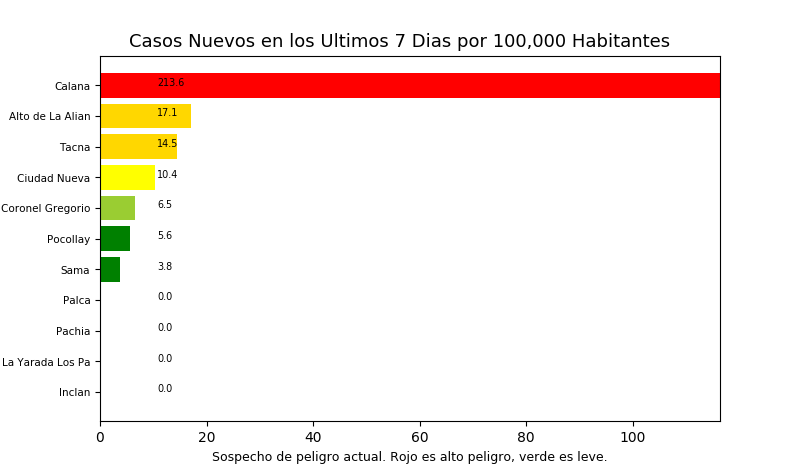 Casos Nuevos en los Ultimos 7 Dias por 100,000 Habitantes
Calana 213.6
Alto de La Alian 17.1
Tacna 14.5
Ciudad Nueva 10.4
Coronel Gregorio 6.5
Pocollay 5.6
Sama 3.8
Palca 0.0
Pachia 0.0
La Yarada Los Pa 0.0
Inclan 0.0
0 20 40 60 80 100
Sospecho de peligro actual. Rojo es alto peligro, verde es leve.